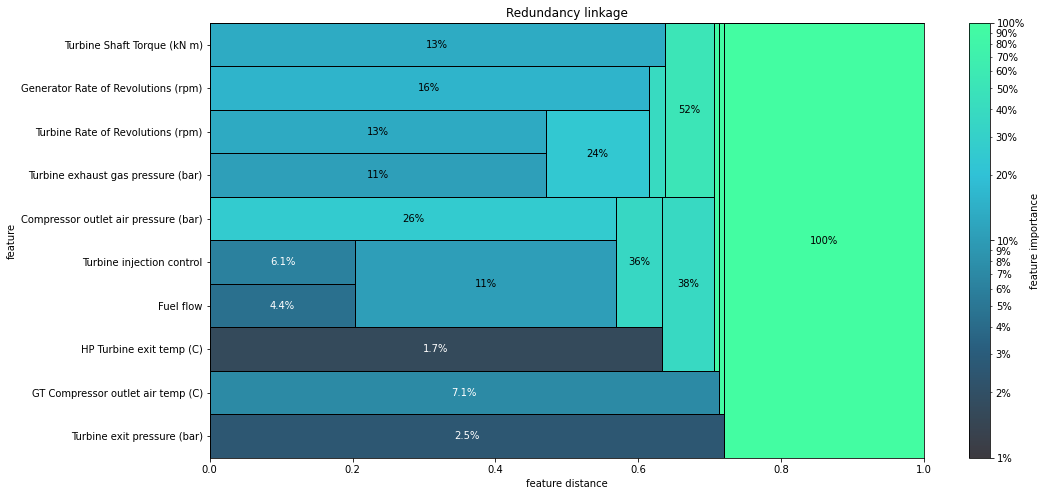 Redundancy linkage
Turbine Shaft Torque (kN m)
Generator Rate of Revolutions (rpm)
Turbine Rate of Revolutions (rpm)
Turbine exhaust gas pressure (bar)
Compressor outlet air pressure (bar)
Turbine injection control
Fuel flow
HP Turbine exit temp (C)
GT Compressor outlet air temp (C)
Turbine exit pressure (bar)
feature
13%
16%
13%
11%
24%
52%
26%
6.1%
4.4%
11%
36%
38%
1.7%
7.1%
2.5%
100%
0.0
0.2
0.4
0.6
0.8
1.0
feature distance
100%
90%
80%
70%
60%
50%
40%
30%
20%
10%
9%
8%
7%
6%
5%
4%
3%
2%
1%
feature importance